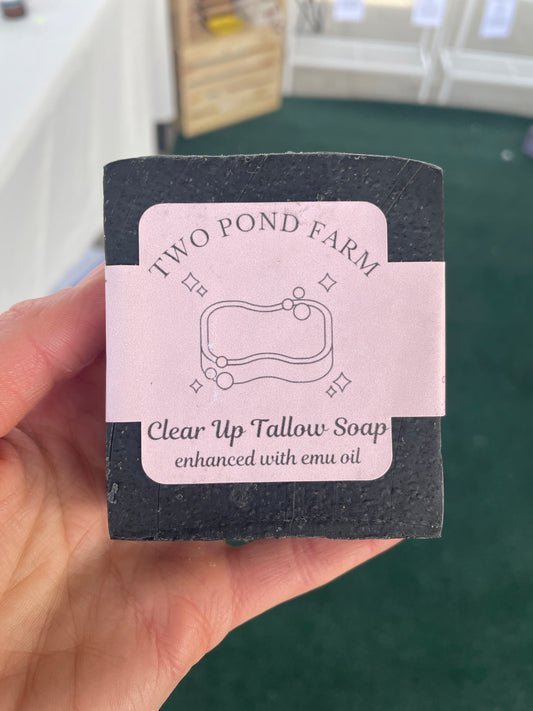 TWO POND FARM
Clear Up Tallow Soap
enhanced with emu oil